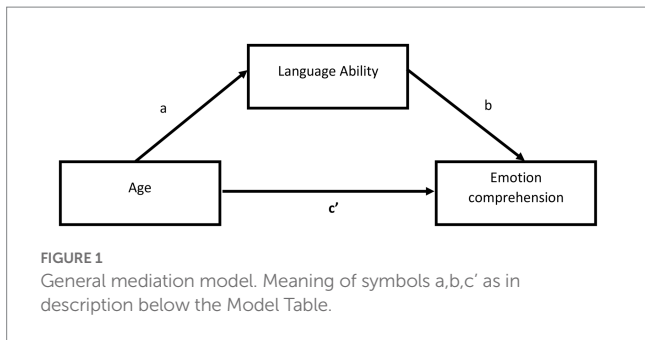 Language Ability
a
b
Age
Emotion
comprehension
c’
FIGURE 1
General mediation model. Meaning of symbols a,b,c’ as in
description below the Model Table.